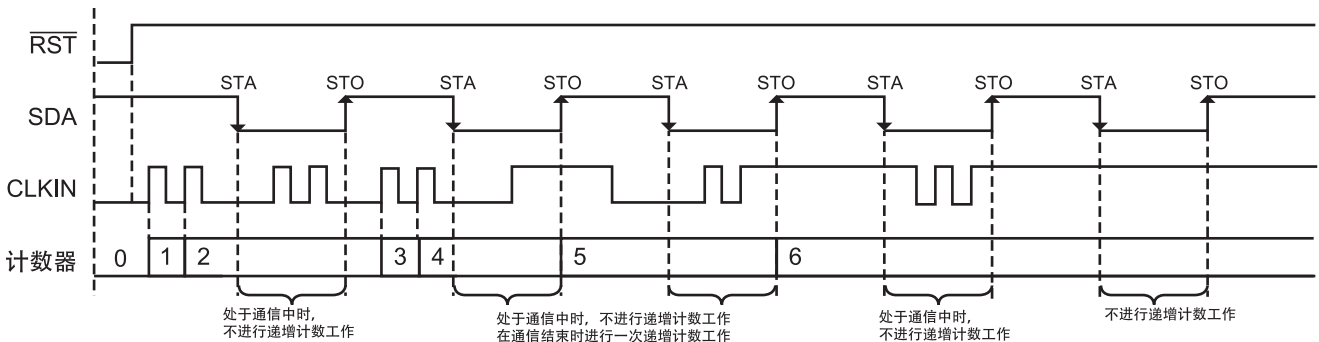 RST
STA STO STA STO STA STO STA STO STA STO
SDA
CLKIN
计数器 0 1 2 3 4 5 6
处于通信中时,
不进行递增计数工作
处于通信中时, 不进行递增计数工作
在通信结束时进行一次递增计数工作
处于通信中时,
不进行递增计数工作
不进行递增计数工作